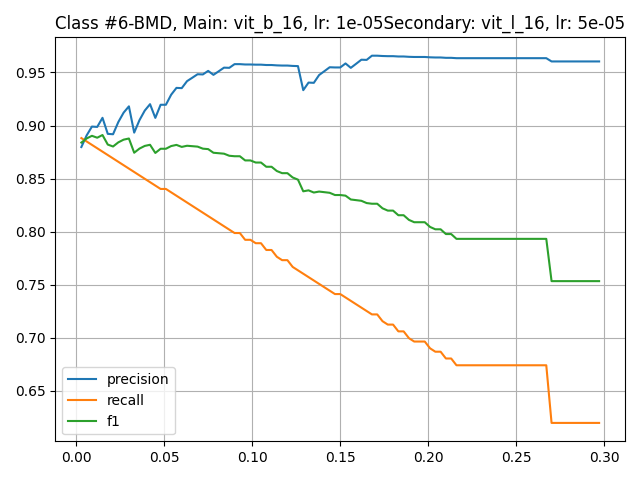 Class #6-BMD, Main: vit_b_16, lr: 1e-05Secondary: vit_l_16, lr: 5e-05
0.95
0.90
0.85
0.80
0.75
0.70
0.65
precision
recall
f1
0.00 0.05 0.10 0.15 0.20 0.25 0.30